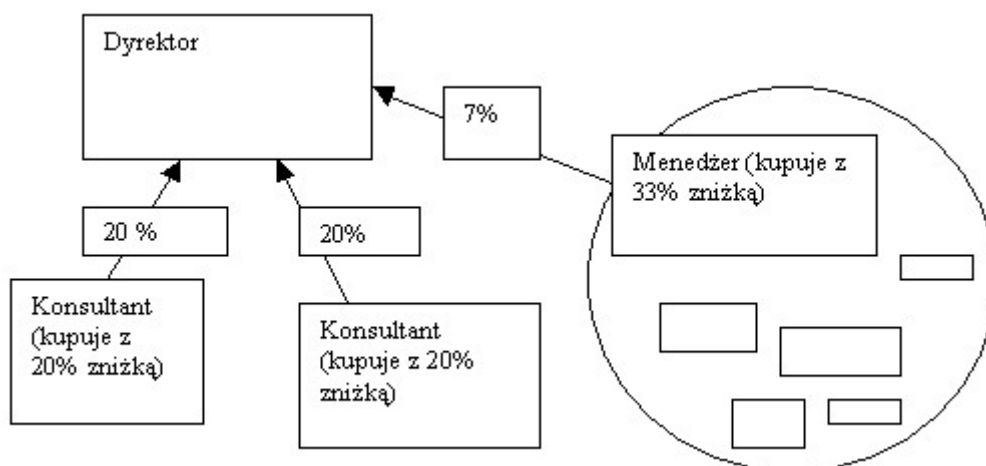 Dyrektor
7%
Menedżer (kupuje z
33% zniżką)
20 %
20%
Konsultant
(kupuje z
20% zniżką)
Konsultant
(kupuje z 20%
zniżką)